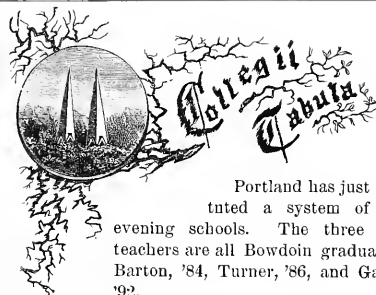 Collegii
Tabula
Portland has just
tuted a system of
evening schools. The three
teachers are all Bowdoin gradua
Barton, '84, Turner, '86, and Ga
'92.